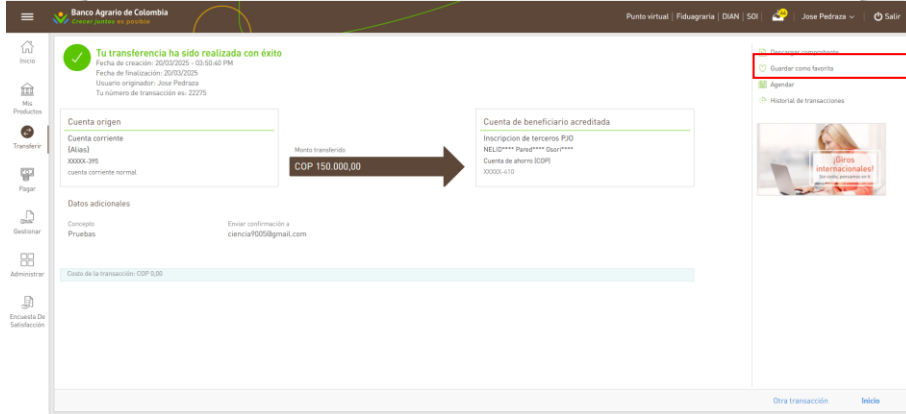 Banco Agrario de Colombia
Crecer juntos es posible
Punto virtual | Fiduagraria | DIAN | SOI |
Jose Pedraza
Salir
Inicio
Mis
Productos
Transferir
Pagar
Gestionar
Administrar
Encuesta De
Satisfacción
Tu transferencia ha sido realizada con éxito
Fecha de creación: 20/03/2025 - 03:50:40 PM
Fecha de finalización: 20/03/2025
Usuario originador: Jose Pedraza
Tu número de transacción es: 22275
Cuenta origen
Cuenta corriente
(Alias)
XXXXX-395
cuenta corriente normal
Monto transferido
COP 150.000,00
Cuenta de beneficiario acreditada
Inscripcion de terceros PJO
NELID**** Pared**** Osori****
Cuenta de ahorro (COP)
XXXXX-410
Datos adicionales
Concepto
Pruebas
Enviar confirmación a
ciencia9005@gmail.com
Costo de la transacción: COP 0,00
Descargar comprobante
Guardar como favorita
Agendar
Historial de transacciones
¡Giros
internacionales!
Otra transacción
Inicio